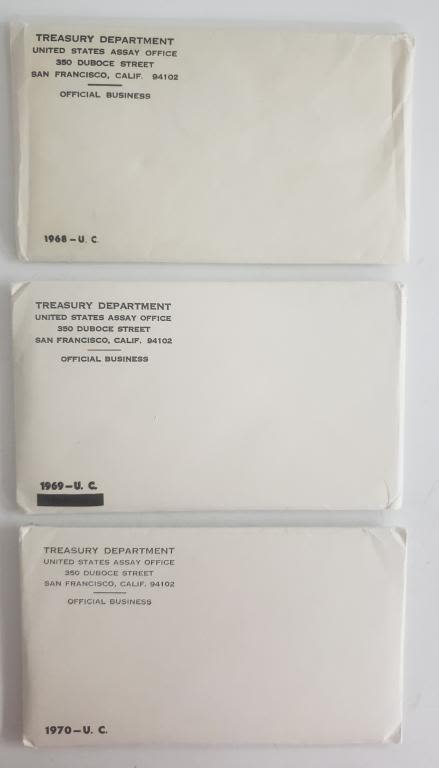 TREASURY DEPARTMENT
UNITED STATES ASSAY OFFICE
350 DUBOCE STREET
SAN FRANCISCO, CALIF. 94102
OFFICIAL BUSINESS
1968 – U. C.
TREASURY DEPARTMENT
UNITED STATES ASSAY OFFICE
350 DUBOCE STREET
SAN FRANCISCO, CALIF. 94102
OFFICIAL BUSINESS
1969 – U. C.
TREASURY DEPARTMENT
UNITED STATES ASSAY OFFICE
350 DUBOCE STREET
SAN FRANCISCO, CALIF. 94102
OFFICIAL BUSINESS
1970 – U. C.